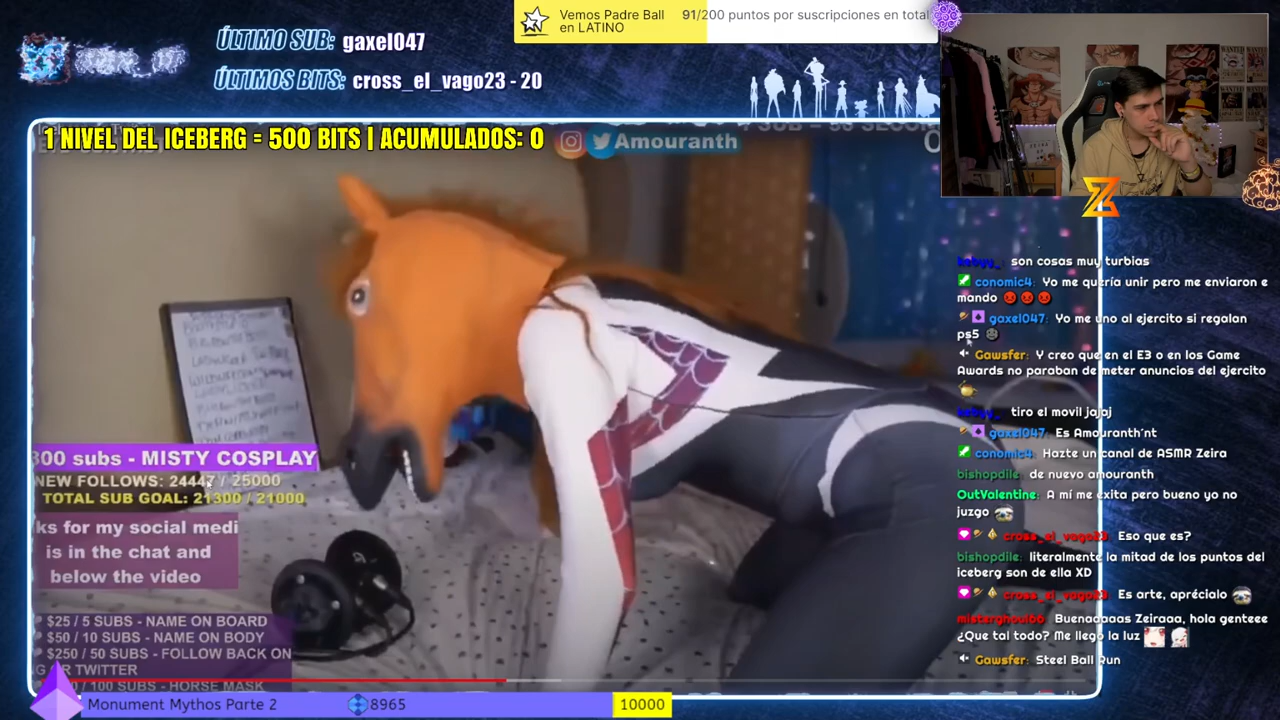 ÚLTIMO SUB: gaxel047
ÚLTIMOS BITS: cross_el_vago23 - 20
Vemos Padre Ball
en LATINO
91/200 puntos por suscripciones en total
1 NIVEL DEL ICEBERG = 500 BITS | ACUMULADOS: 0
Amouranth
300 subs - MISTY COSPLAY
NEW FOLLOWS: 24447 / 25000
TOTAL SUB GOAL: 21300 / 21000
ks for my social medi
is in the chat and
below the video
$25 / 5 SUBS - NAME ON BOARD
$50 / 10 SUBS - NAME ON BODY
$250 / 50 SUBS - FOLLOW BACK ON
TWITTER
/ 100 SUBS - HORSE MASK
Monument Mythos Parte 2
8965
10000
kebyy_: son cosas muy turbias
conomic4: Yo me quería unir pero me enviaron e
mando
gaxel047: Yo me uno al ejercito si regalan
ps5
Gawsfer: Y creo que en el E3 o en los Game
Awards no paraban de meter anuncios del ejercito
kebyy_: tiro el movil jajaj
gaxel047: Es Amouranth'nt
conomic4: Hazte un canal de ASMR Zeira
bishopdile: de nuevo amouranth
OutValentine: A mí me exita pero bueno yo no
juzgo
cross_el_vago23: Eso que es?
bishopdile: literalmente la mitad de los puntos del
iceberg son de ella XD
cross_el_vago23: Es arte, aprécialo
misterghoul66: Buenaaaaas Zeiraaa, hola genteee
¿Que tal todo? Me llego la luz
Gawsfer: Steel Ball Run